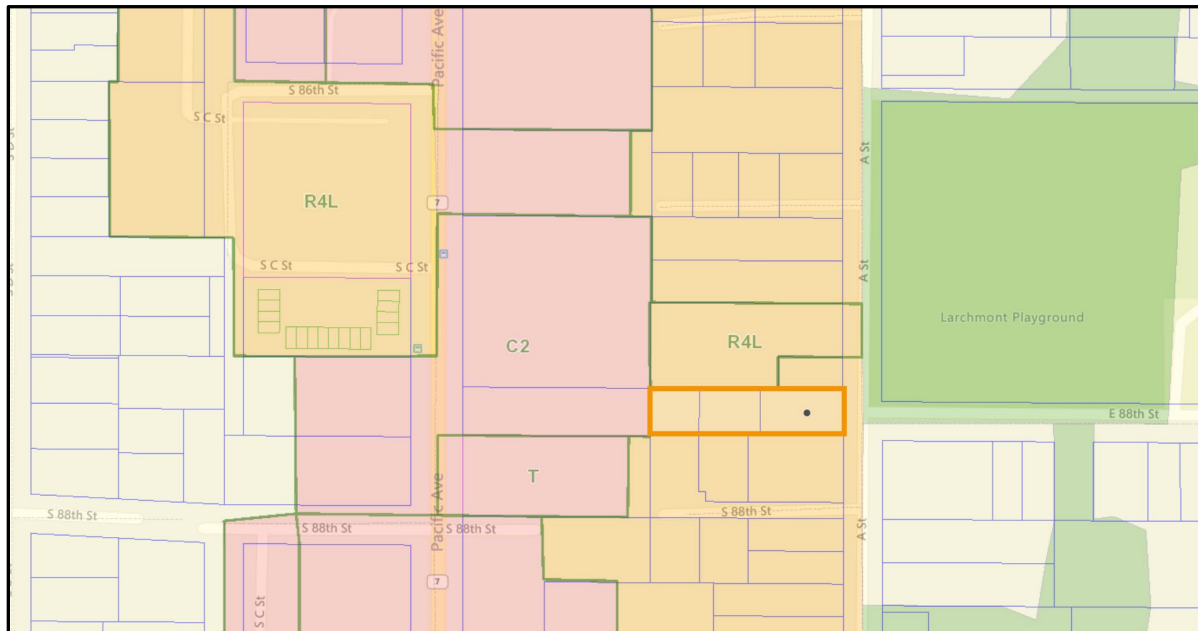 Pacific Ave
S 86th St
S C St
A St
S D St
R4L
7
S C St
S C St
A St
Larchmont Playground
C2
R4L
E 88th St
T
Pacific Ave
S 88th St
S 88th St
S 88th St
S 88th St
A St
7
S C St